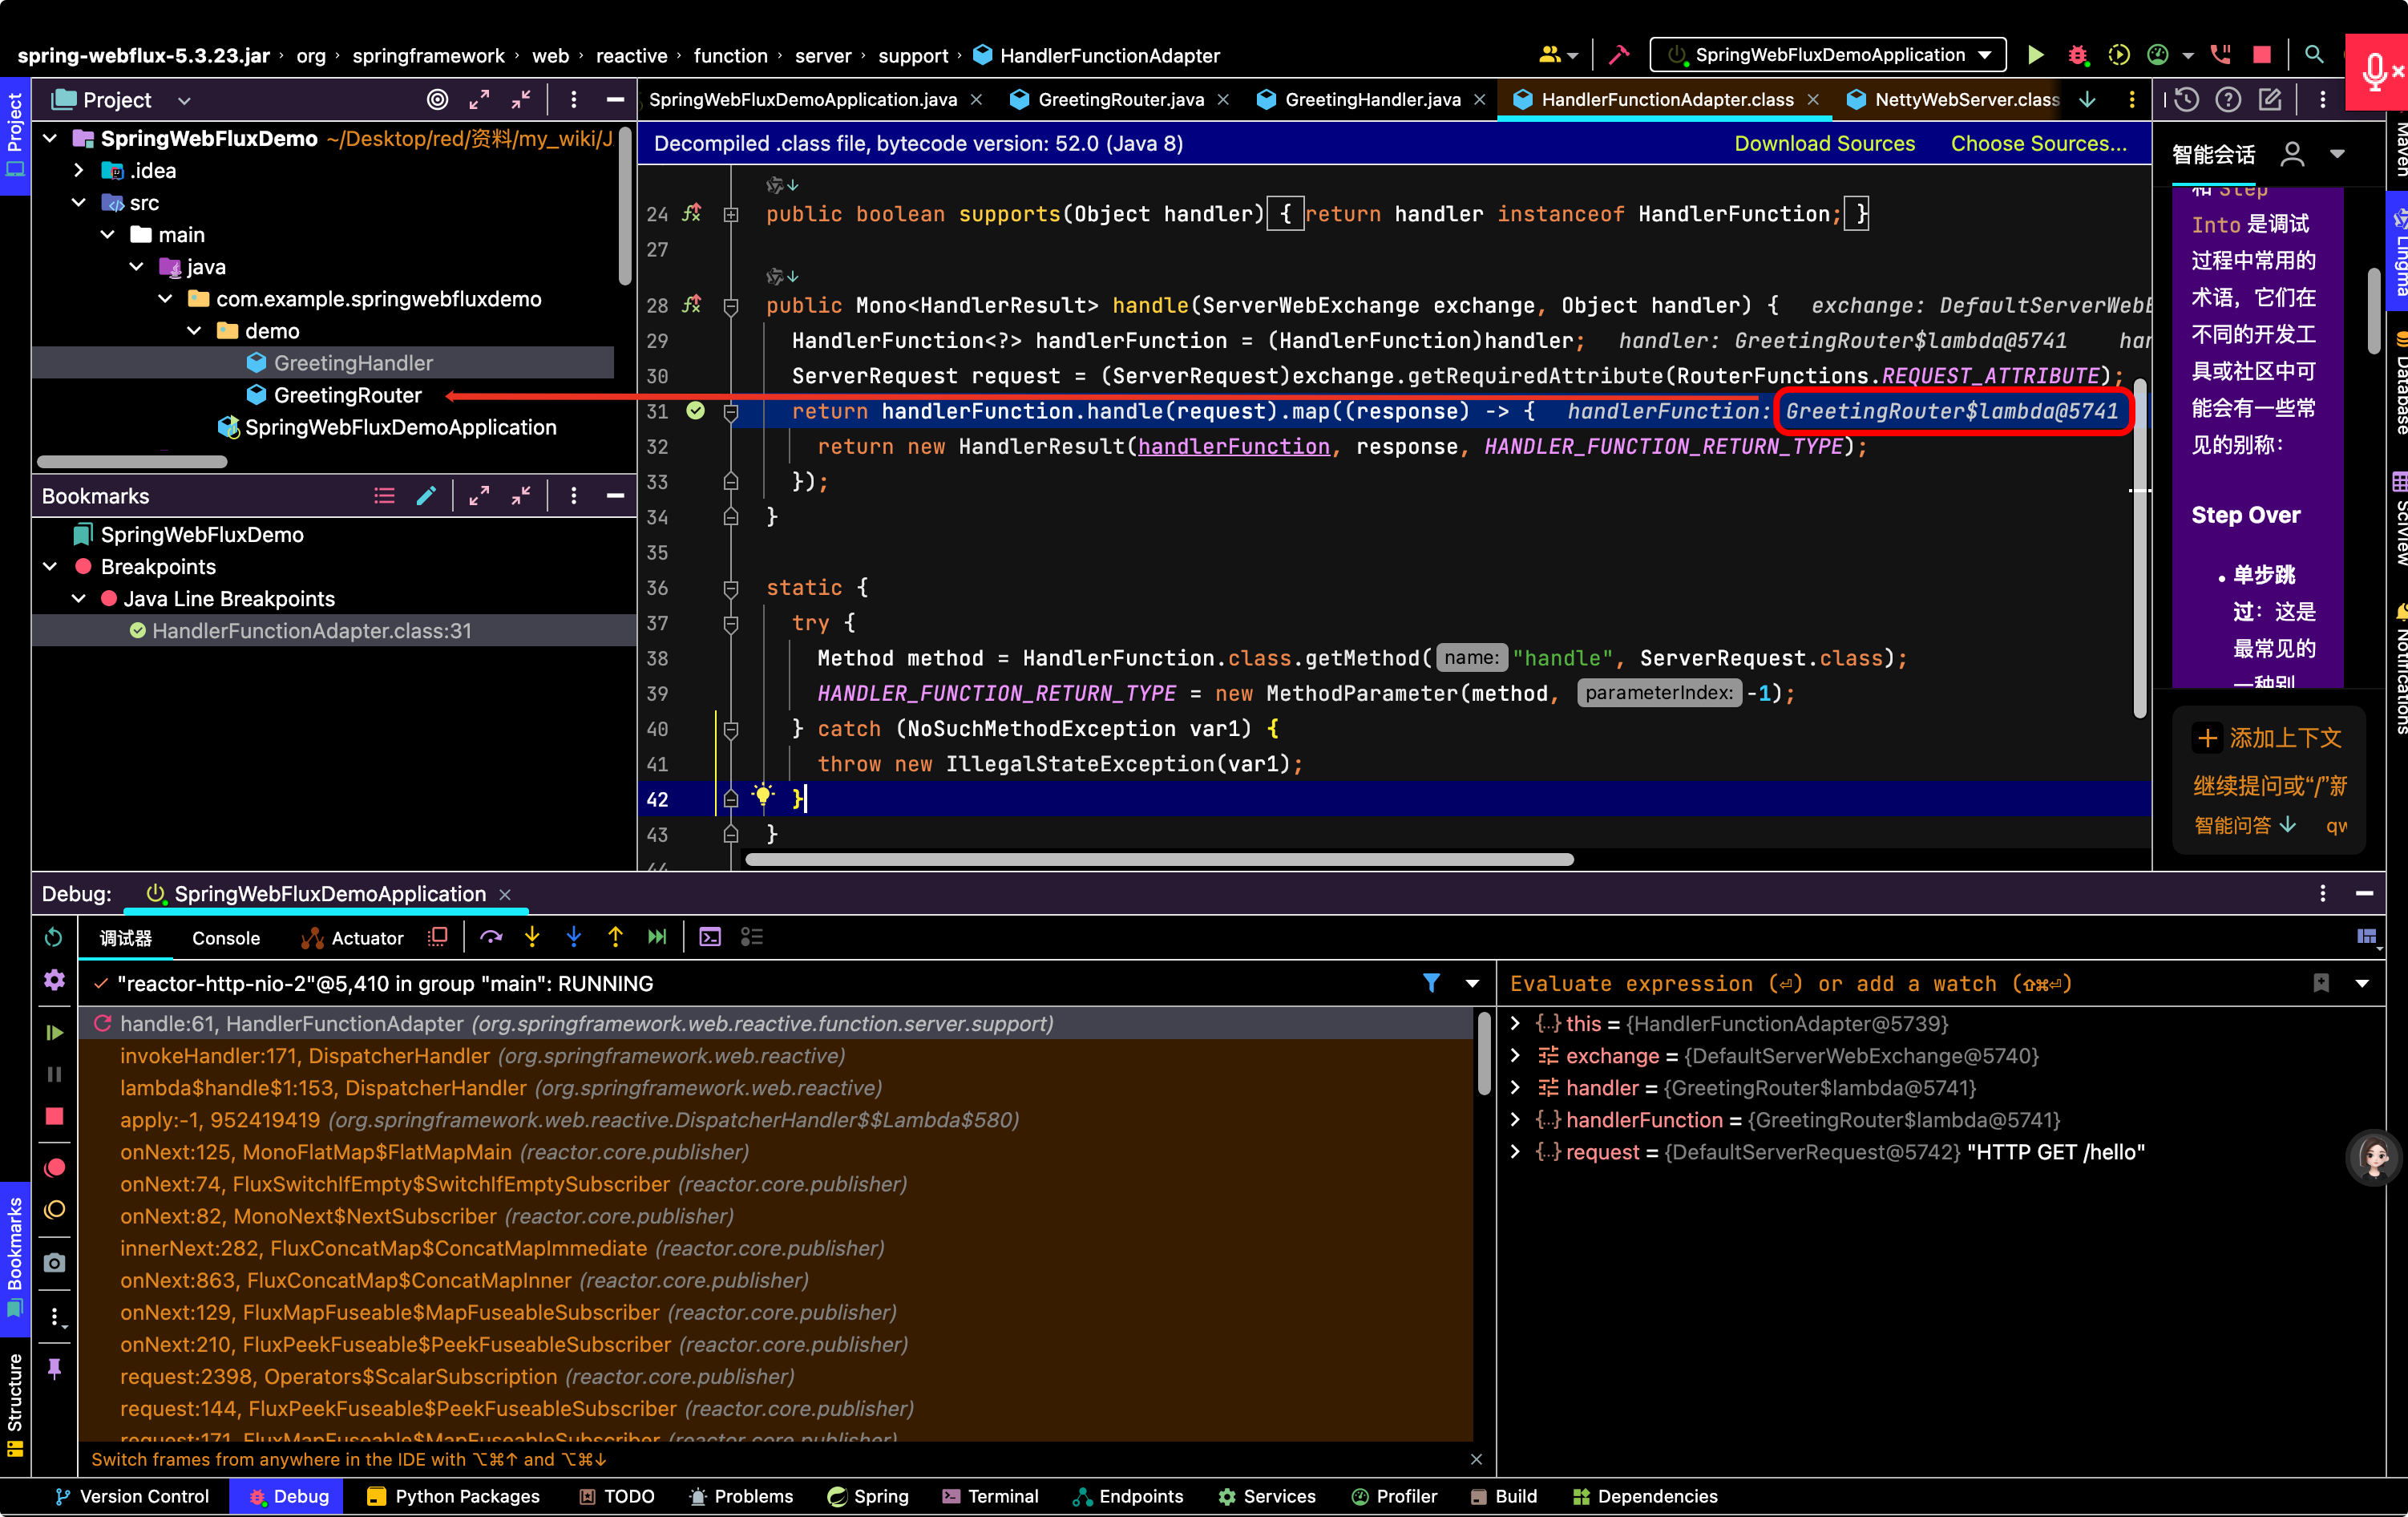 spring-webflux-5.3.23.jar › org › springframework › web › reactive › function › server › support › HandlerFunctionAdapter
SpringWebFluxDemoApplication
Project
SpringWebFluxDemoApplication.java
GreetingRouter.java
GreetingHandler.java
HandlerFunctionAdapter.class
NettyWebServer.class
Project
Maven
Lingma
Database
SciView
Notifications
Bookmarks
Structure
SpringWebFluxDemo ~/Desktop/red/资料/my_wiki/J
.idea
src
main
java
com.example.springwebfluxdemo
demo
GreetingHandler
GreetingRouter
SpringWebFluxDemoApplication
Bookmarks
SpringWebFluxDemo
Breakpoints
Java Line Breakpoints
HandlerFunctionAdapter.class:31
Decompiled .class file, bytecode version: 52.0 (Java 8)
Download Sources
Choose Sources...
24 public boolean supports(Object handler) { return handler instanceof HandlerFunction; }
27
28 public Mono<HandlerResult> handle(ServerWebExchange exchange, Object handler) { exchange: DefaultServerWebE
29 HandlerFunction<?> handlerFunction = (HandlerFunction)handler; handler: GreetingRouter$lambda@5741 han
30 ServerRequest request = (ServerRequest)exchange.getRequiredAttribute(RouterFunctions.REQUEST_ATTRIBUTE);
31 return handlerFunction.handle(request).map((response) -> { handlerFunction: GreetingRouter$lambda@5741
32 return new HandlerResult(handlerFunction, response, HANDLER_FUNCTION_RETURN_TYPE);
33 });
34 }
35
36 static {
37 try {
38 Method method = HandlerFunction.class.getMethod( name: "handle", ServerRequest.class);
39 HANDLER_FUNCTION_RETURN_TYPE = new MethodParameter(method, parameterIndex: -1);
40 } catch (NoSuchMethodException var1) {
41 throw new IllegalStateException(var1);
42 }
43 }
44
智能会话
和 Step
Into 是调试
过程中常用的
术语，它们在
不同的开发工
具或社区中可
能会有一些常
见的别称：
Step Over
• 单步跳
过：这是
最常见的
一种别
添加上下文
继续提问或“/”新
智能问答
qw
Debug: SpringWebFluxDemoApplication
调试器 Console Actuator
"reactor-http-nio-2"@5,410 in group "main": RUNNING
handle:61, HandlerFunctionAdapter (org.springframework.web.reactive.function.server.support)
invokeHandler:171, DispatcherHandler (org.springframework.web.reactive)
lambda$handle$1:153, DispatcherHandler (org.springframework.web.reactive)
apply:-1, 952419419 (org.springframework.web.reactive.DispatcherHandler$$Lambda$580)
onNext:125, MonoFlatMap$FlatMapMain (reactor.core.publisher)
onNext:74, FluxSwitchIfEmpty$SwitchIfEmptySubscriber (reactor.core.publisher)
onNext:82, MonoNext$NextSubscriber (reactor.core.publisher)
innerNext:282, FluxConcatMap$ConcatMapImmediate (reactor.core.publisher)
onNext:863, FluxConcatMap$ConcatMapInner (reactor.core.publisher)
onNext:129, FluxMapFuseable$MapFuseableSubscriber (reactor.core.publisher)
onNext:210, FluxPeekFuseable$PeekFuseableSubscriber (reactor.core.publisher)
request:2398, Operators$ScalarSubscription (reactor.core.publisher)
request:144, FluxPeekFuseable$PeekFuseableSubscriber (reactor.core.publisher)
request:171, FluxMapFuseable$MapFuseableSubscriber (reactor.core.publisher)
Switch frames from anywhere in the IDE with ⌥⌘↑ and ⌥⌘↓
Evaluate expression (⏎) or add a watch (⇧⌘⏎)
this = {HandlerFunctionAdapter@5739}
exchange = {DefaultServerWebExchange@5740}
handler = {GreetingRouter$lambda@5741}
handlerFunction = {GreetingRouter$lambda@5741}
request = {DefaultServerRequest@5742} "HTTP GET /hello"
Version Control Debug Python Packages TODO Problems Spring Terminal Endpoints Services Profiler Build Dependencies